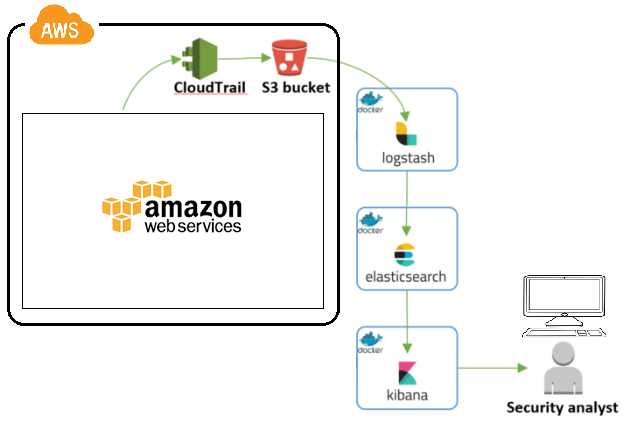 AWS
CloudTrail
S3 bucket
docker
logstash
amazon
web services
docker
elasticsearch
docker
kibana
Security analyst